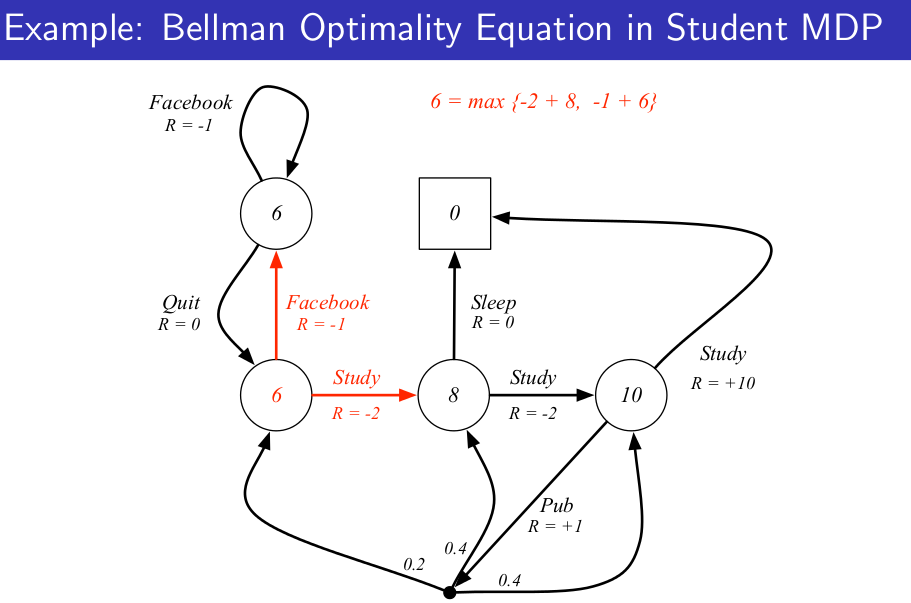 Example: Bellman Optimality Equation in Student MDP
Facebook
R = -1
6 = max {-2 + 8, -1 + 6}
6
0
Quit
R = 0
Facebook
R = -1
Sleep
R = 0
Study
R = +10
6
Study
R = -2
8
Study
R = -2
10
Pub
R = +1
0.2
0.4
0.4